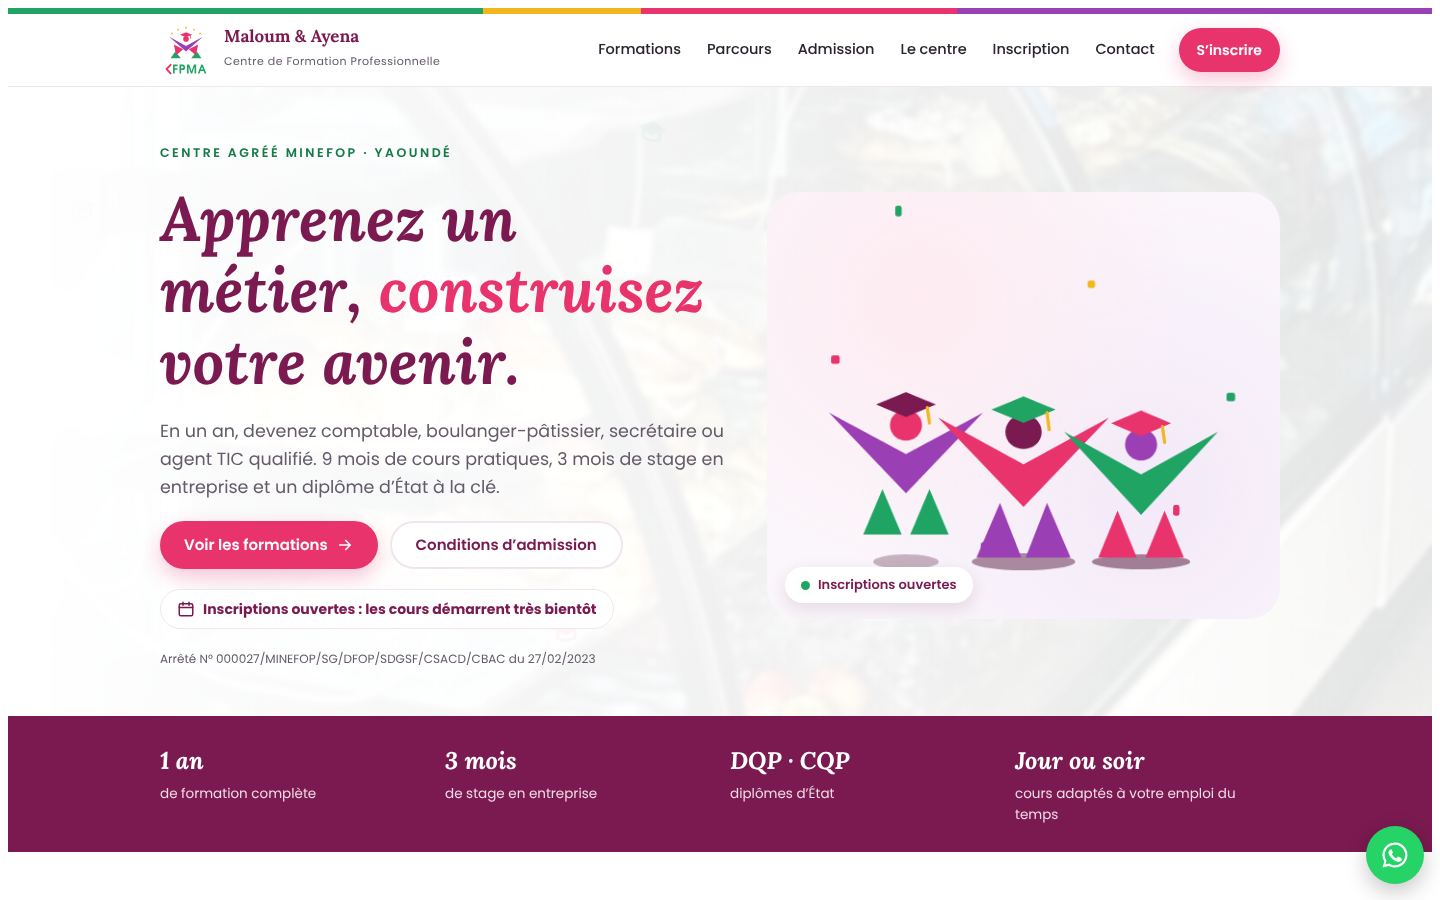 Maloum & Ayena
Centre de Formation Professionnelle
CFPMA
Formations
Parcours
Admission
Le centre
Inscription
Contact
S’inscrire
CENTRE AGRÉÉ MINEFOP · YAOUNDÉ
Apprenez un
métier, construisez
votre avenir.
En un an, devenez comptable, boulanger-pâtissier, secrétaire ou
agent TIC qualifié. 9 mois de cours pratiques, 3 mois de stage en
entreprise et un diplôme d’État à la clé.
Voir les formations →
Conditions d’admission
Inscriptions ouvertes : les cours démarrent très bientôt
Arrêté N° 000027/MINEFOP/SG/DFOP/SDGSF/CSACD/CBAC du 27/02/2023
Inscriptions ouvertes
1 an
de formation complète
3 mois
de stage en entreprise
DQP · CQP
diplômes d’État
Jour ou soir
cours adaptés à votre emploi du
temps